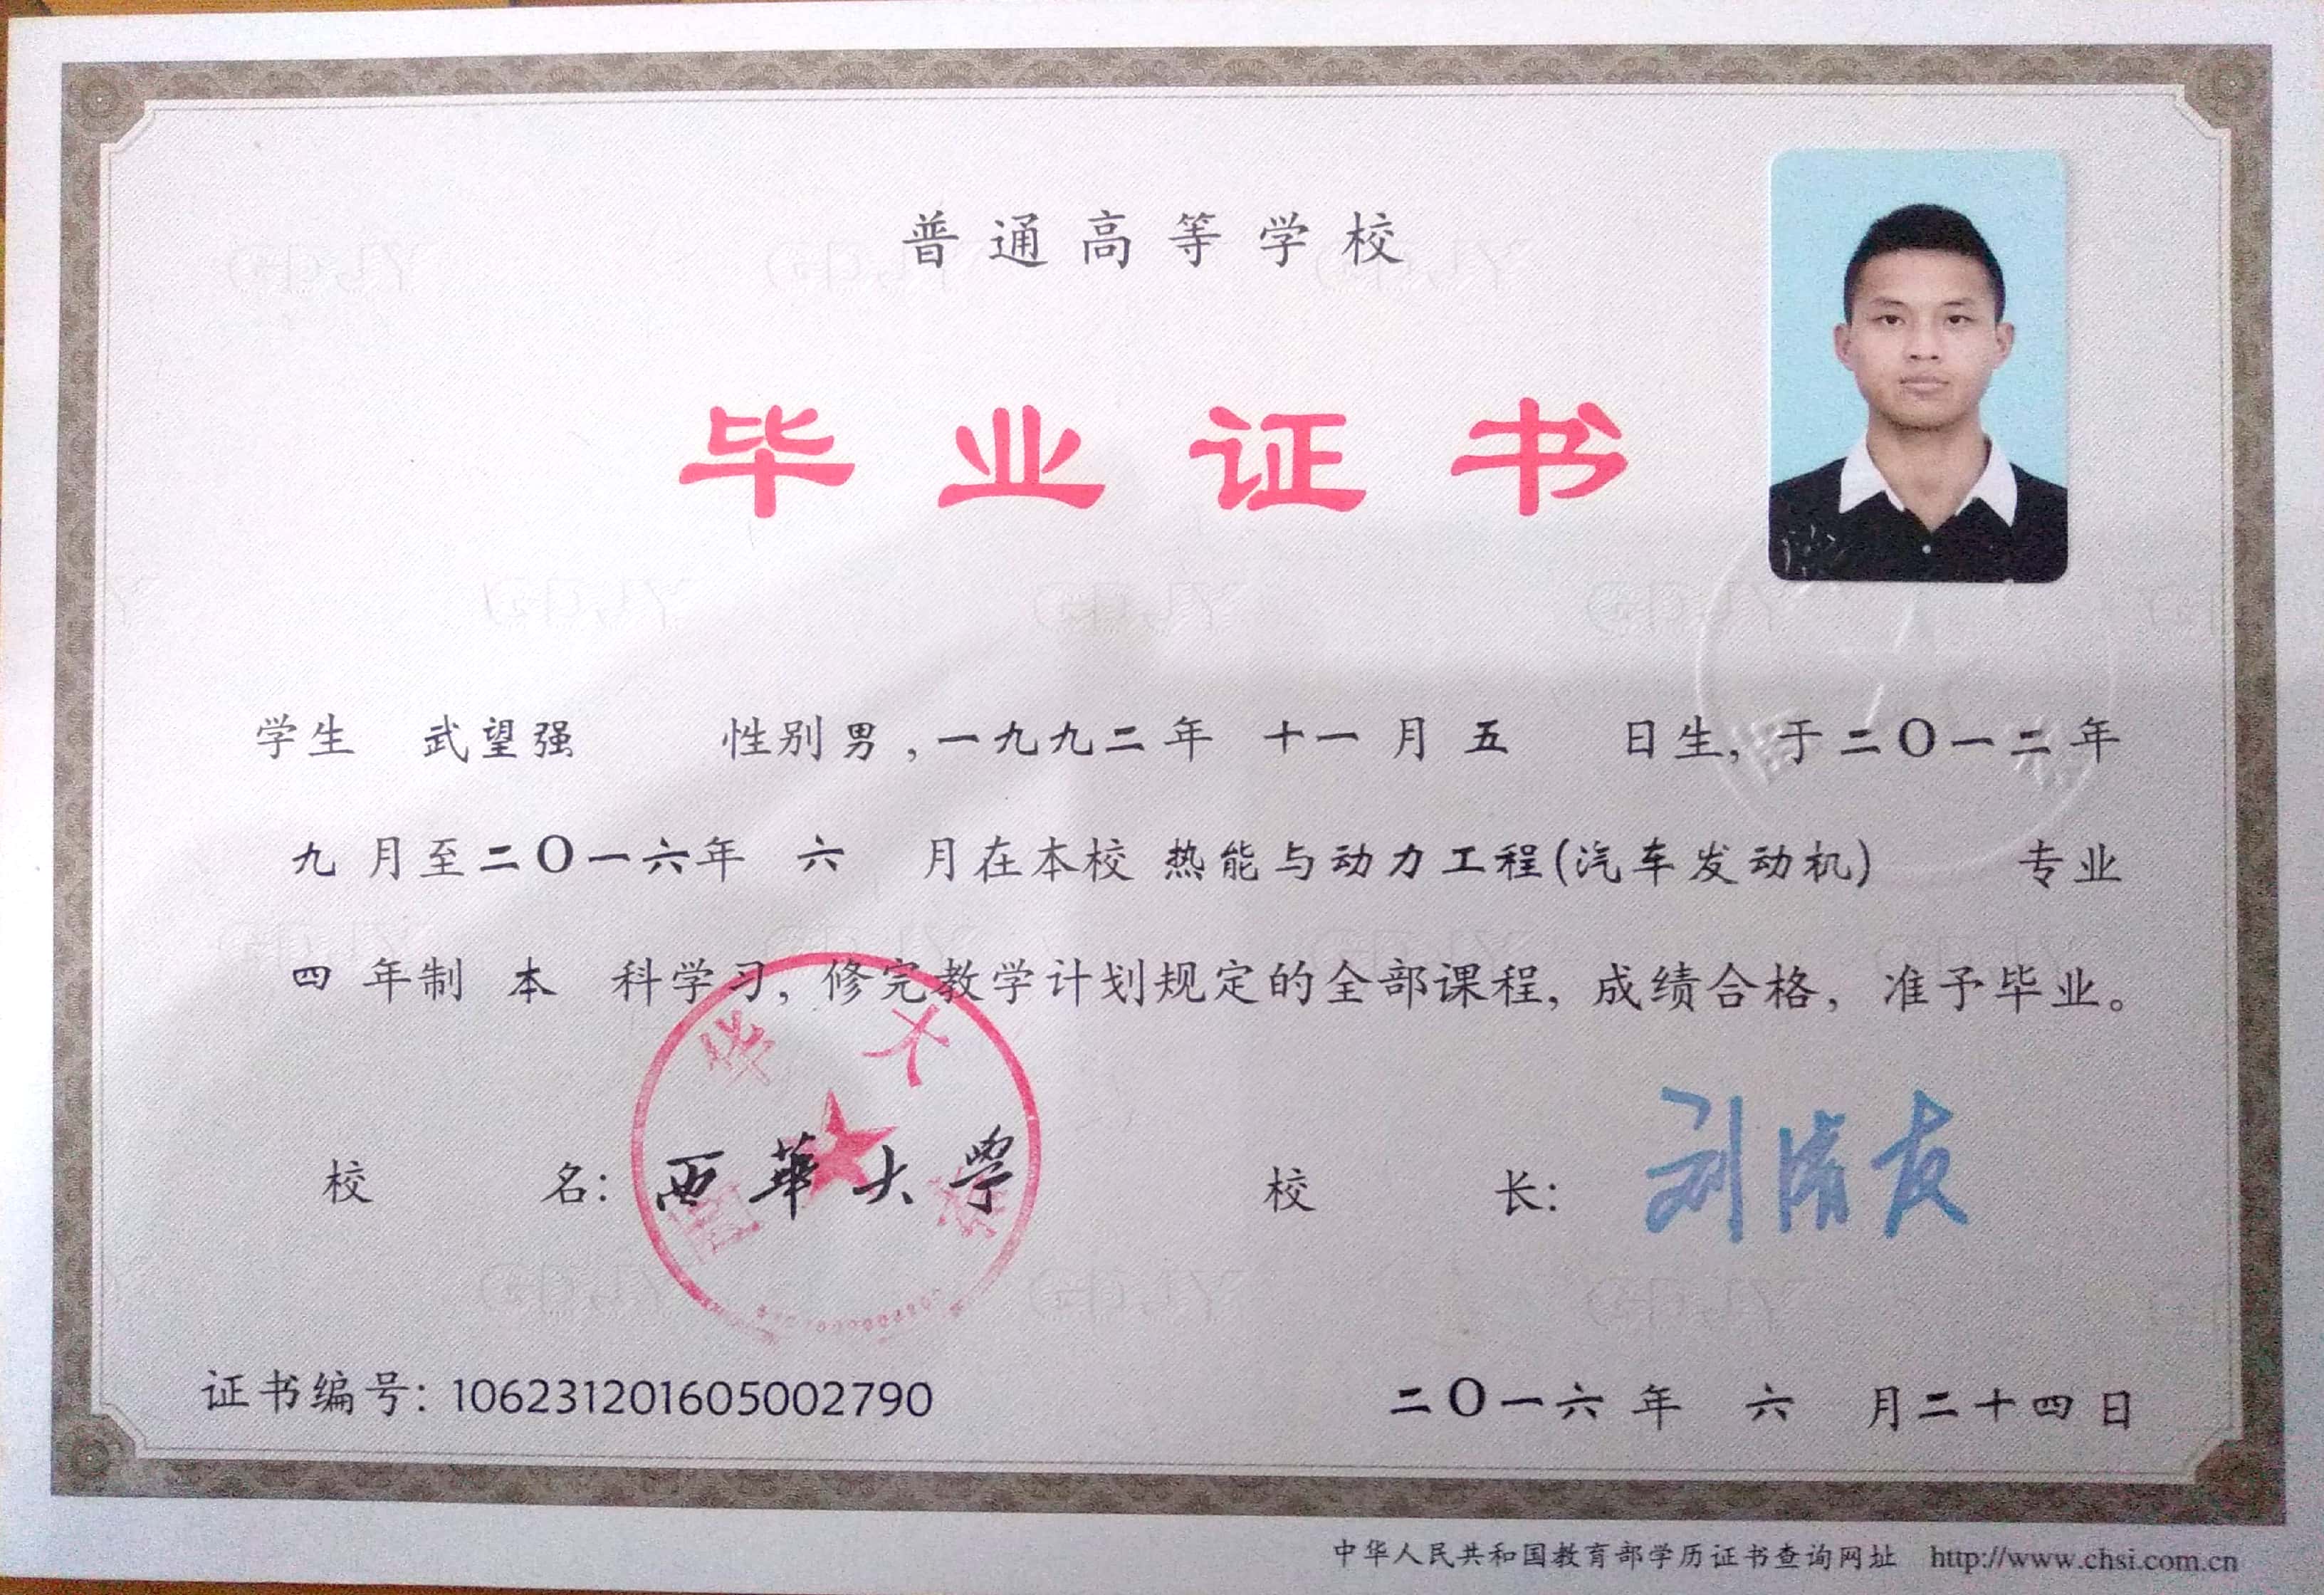 普通高等学校
毕业证书
学生 武望强 性别男,一九九二年 十一月五 日生,于二〇一二年
九月至二〇一六年 六 月在本校 热能与动力工程(汽车发动机) 专业
四年制 本 科学习,修完教学计划规定的全部课程,成绩合格,准予毕业。
华大
校 名:西華大學 校 长:刘清友
证书编号:106231201605002790 二〇一六年 六 月二十四日
中华人民共和国教育部学历证书查询网址 http://www.chsi.com.cn